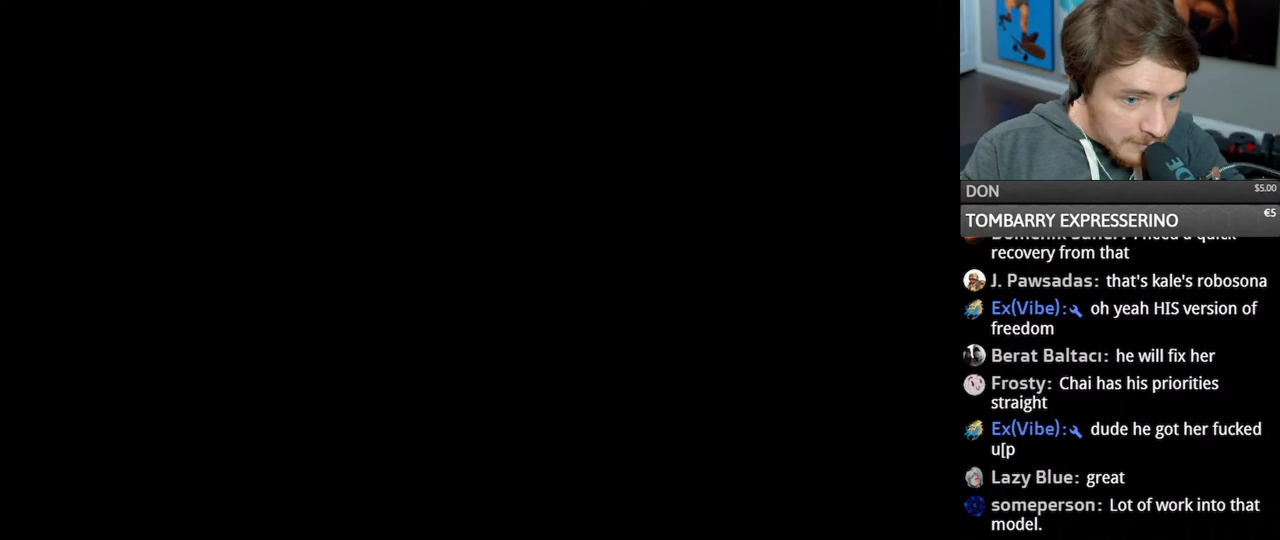 DON $5.00
TOMBARRY EXPRESSERINO €5
recovery from that
J. Pawsadas: that's kale's robosona
Ex(Vibe): oh yeah HIS version of
freedom
Berat Baltacı: he will fix her
Frosty: Chai has his priorities
straight
Ex(Vibe): dude he got her fucked
u[p
Lazy Blue: great
someperson: Lot of work into that
model.